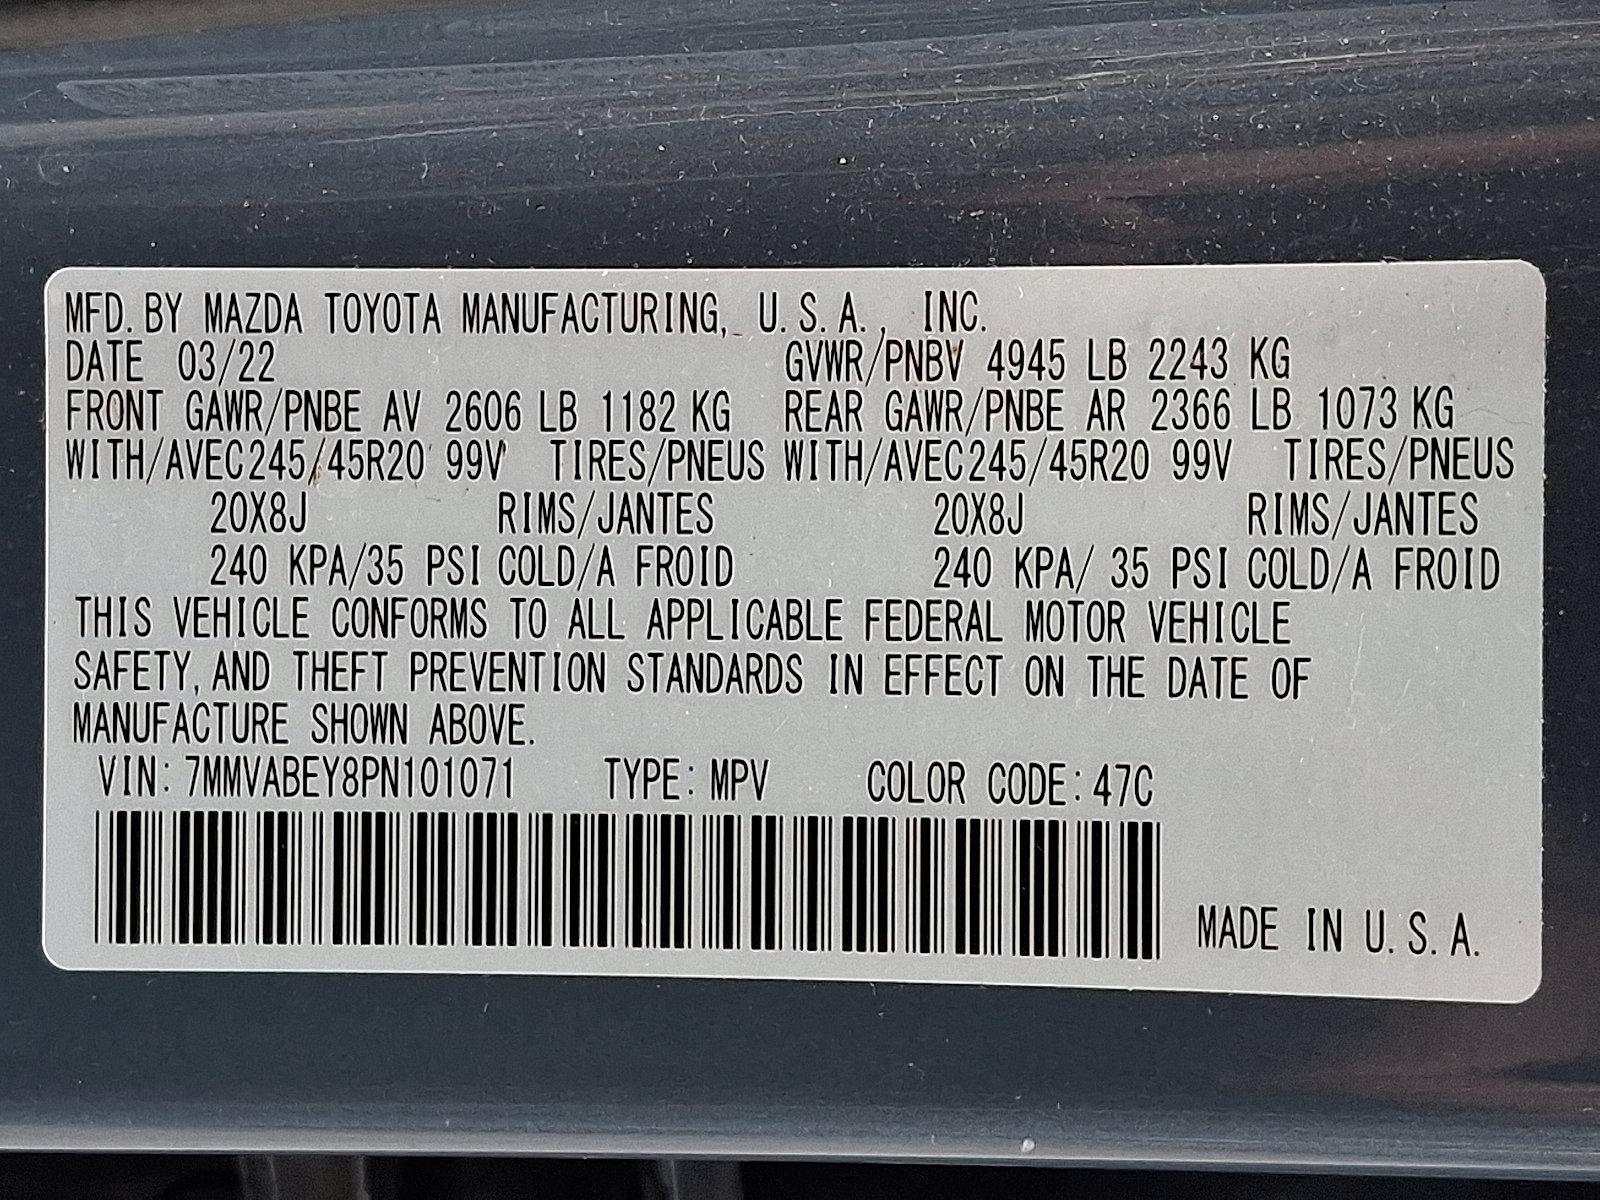 MFD. BY MAZDA TOYOTA MANUFACTURING, U.S.A., INC.
DATE 03/22 GVWR/PNBV 4945 LB 2243 KG
FRONT GAWR/PNBE AV 2606 LB 1182 KG REAR GAWR/PNBE AR 2366 LB 1073 KG
WITH/AVEC 245/45R20 99V TIRES/PNEUS WITH/AVEC 245/45R20 99V TIRES/PNEUS
20X8J RIMS/JANTES 20X8J RIMS/JANTES
240 KPA/35 PSI COLD/A FROID 240 KPA/ 35 PSI COLD/A FROID
THIS VEHICLE CONFORMS TO ALL APPLICABLE FEDERAL MOTOR VEHICLE
SAFETY, AND THEFT PREVENTION STANDARDS IN EFFECT ON THE DATE OF
MANUFACTURE SHOWN ABOVE.
VIN: 7MMVABEY8PN101071 TYPE: MPV COLOR CODE: 47C
MADE IN U.S.A.